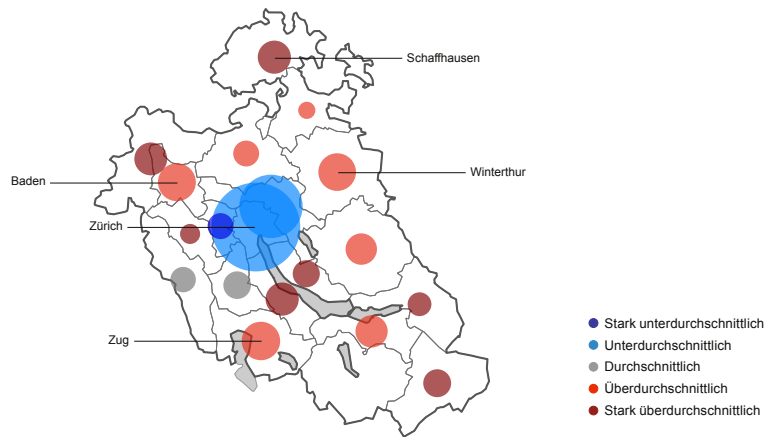 Schaffhausen
Baden
Winterthur
Zürich
Zug
Stark unterdurchschnittlich
Unterdurchschnittlich
Durchschnittlich
Überdurchschnittlich
Stark überdurchschnittlich